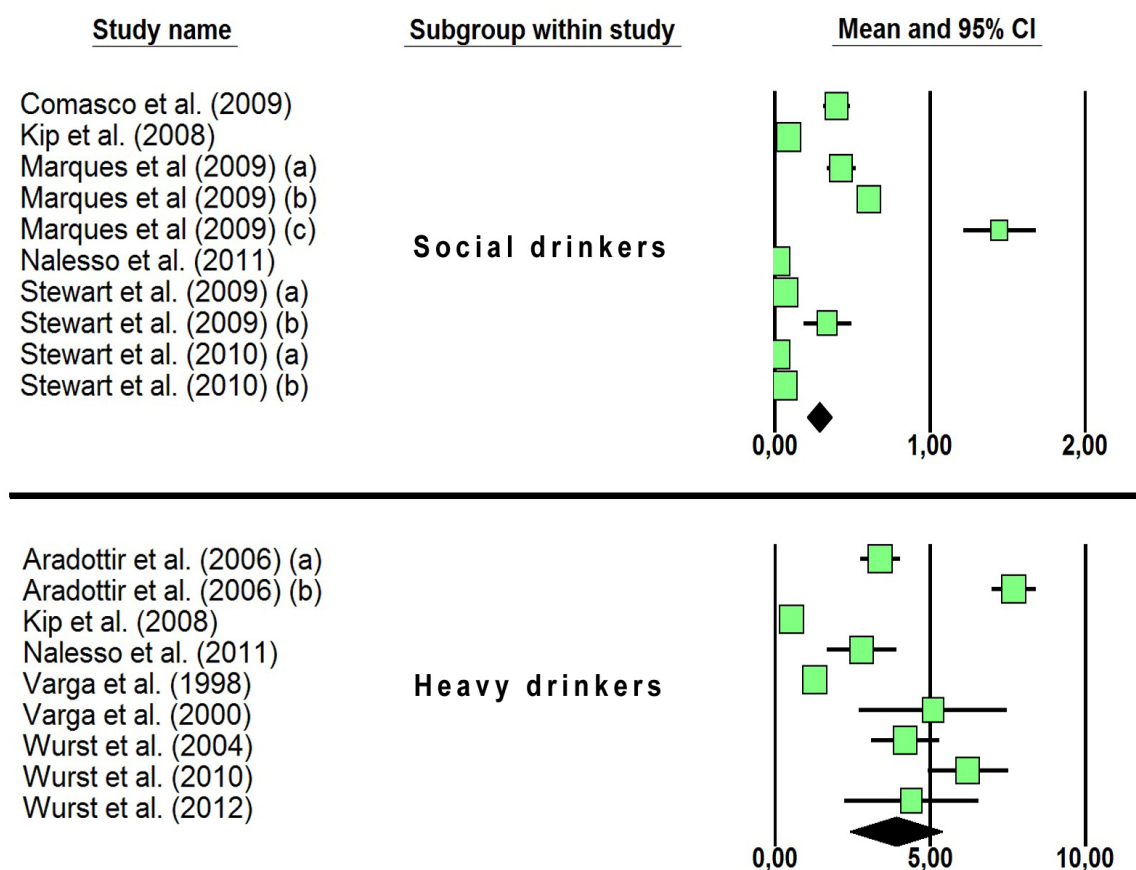 Study name Subgroup within study Mean and 95% CI
Comasco et al. (2009)
Kip et al. (2008)
Marques et al (2009) (a)
Marques et al (2009) (b)
Marques et al (2009) (c)
Social drinkers
Nalesso et al. (2011)
Stewart et al. (2009) (a)
Stewart et al. (2009) (b)
Stewart et al. (2010) (a)
Stewart et al. (2010) (b)
0,00 1,00 2,00
Aradottir et al. (2006) (a)
Aradottir et al. (2006) (b)
Kip et al. (2008)
Nalesso et al. (2011)
Varga et al. (1998)
Heavy drinkers
Varga et al. (2000)
Wurst et al. (2004)
Wurst et al. (2010)
Wurst et al. (2012)
0,00 5,00 10,00